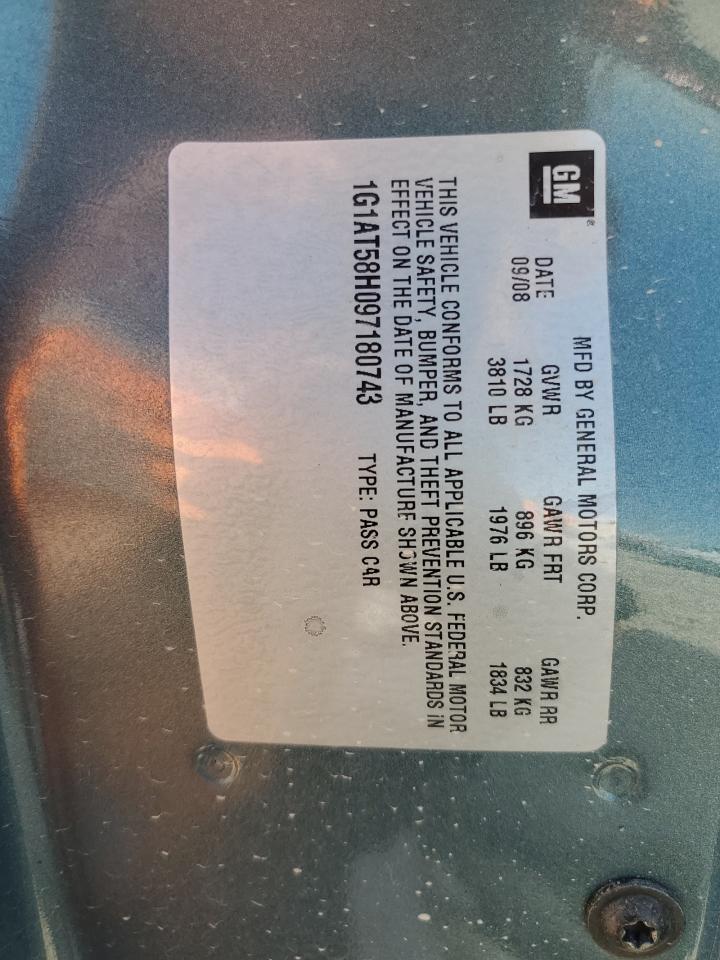 GM®
MFD BY GENERAL MOTORS CORP.
DATE GVWR GAWR FRT GAWR RR
09/08 1728 KG 896 KG 832 KG
3810 LB 1976 LB 1834 LB
THIS VEHICLE CONFORMS TO ALL APPLICABLE U.S. FEDERAL MOTOR
VEHICLE SAFETY, BUMPER, AND THEFT PREVENTION STANDARDS IN
EFFECT ON THE DATE OF MANUFACTURE SHOWN ABOVE.
1G1AT58H097180743 TYPE: PASS CAR